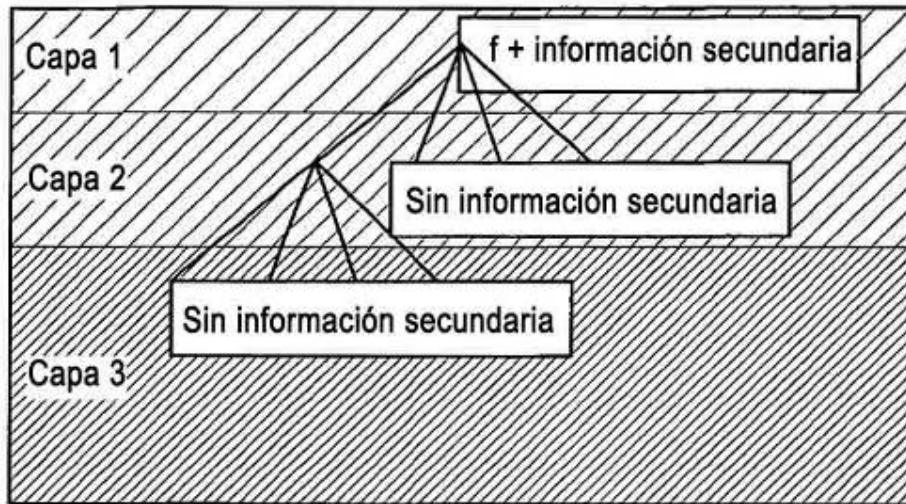 Capa 1
f + información secundaria
Capa 2
Sin información secundaria
Sin información secundaria
Capa 3